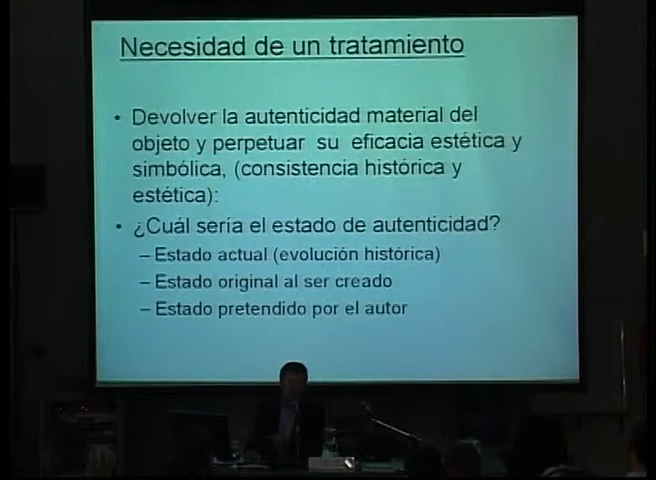 Necesidad de un tratamiento
• Devolver la autenticidad material del
objeto y perpetuar su eficacia estética y
simbólica, (consistencia histórica y
estética):
• ¿Cuál sería el estado de autenticidad?
– Estado actual (evolución histórica)
– Estado original al ser creado
– Estado pretendido por el autor